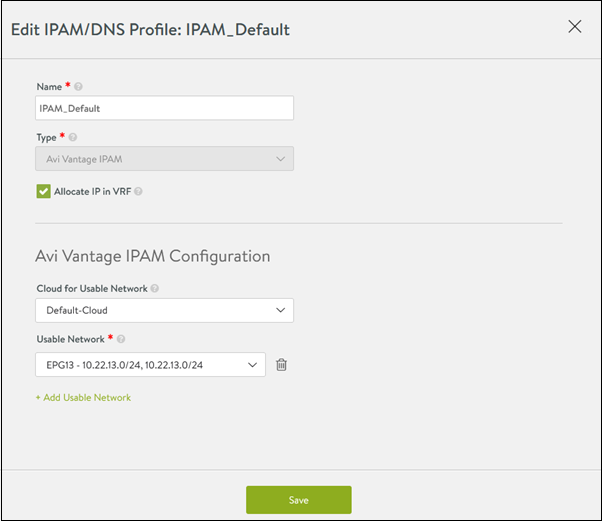 Edit IPAM/DNS Profile: IPAM_Default
Name * ?
IPAM_Default
Type * ?
Avi Vantage IPAM
Allocate IP in VRF ?
Avi Vantage IPAM Configuration
Cloud for Usable Network ?
Default-Cloud
Usable Network * ?
EPG13 - 10.22.13.0/24, 10.22.13.0/24
+ Add Usable Network
Save